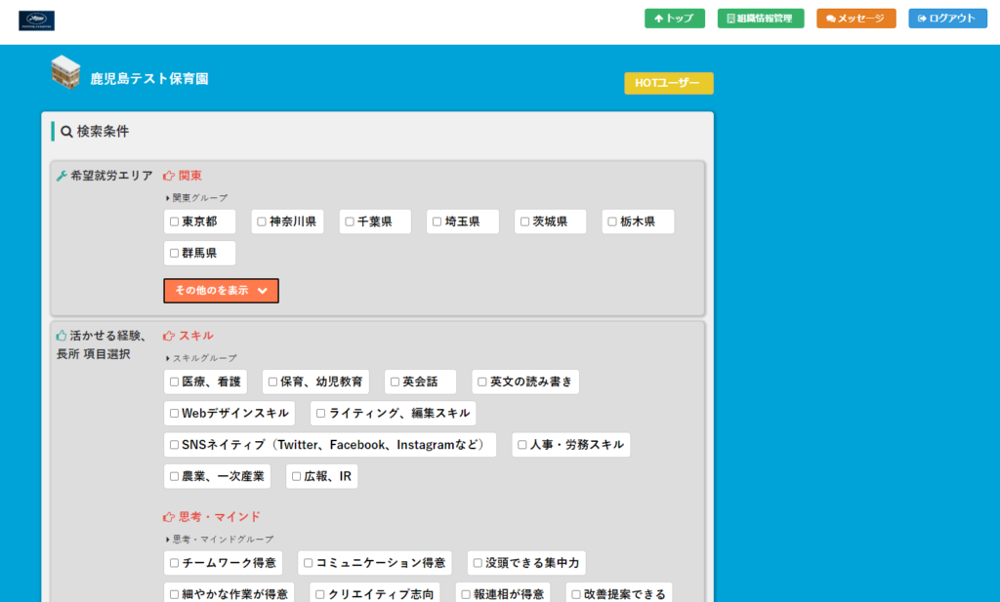 トップ 組織情報管理 メッセージ ログアウト
鹿児島テスト保育園
HOTユーザー
検索条件
希望就労エリア
関東
関東グループ
東京都 神奈川県 千葉県 埼玉県 茨城県 栃木県
群馬県
その他のを表示
活かせる経験、
長所 項目選択
スキル
スキルグループ
医療、看護 保育、幼児教育 英会話 英文の読み書き
Webデザインスキル ライティング、編集スキル
SNSネイティブ（Twitter、Facebook、Instagramなど） 人事・労務スキル
農業、一次産業 広報、IR
思考・マインド
思考・マインドグループ
チームワーク得意 コミュニケーション得意 没頭できる集中力
細やかな作業が得意 クリエイティブ志向 報連相が得意 改善提案できる